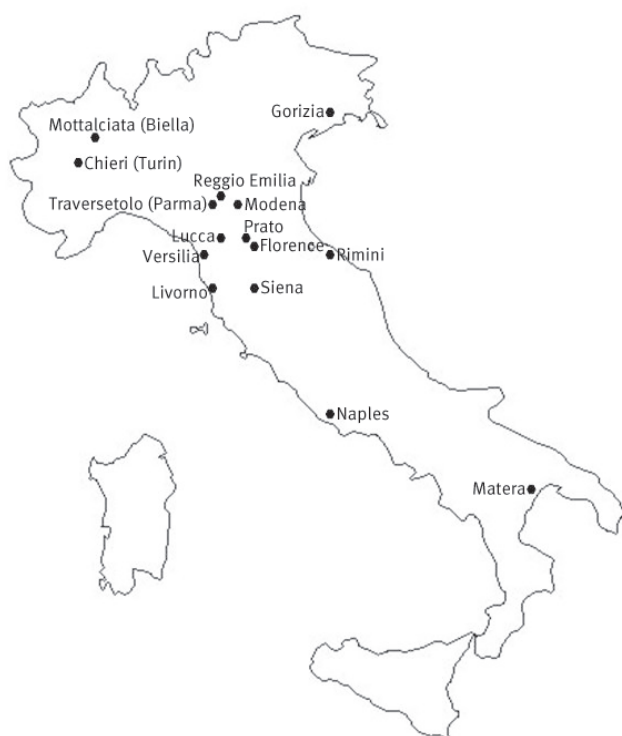 Gorizia
Mottalciata (Biella)
Chieri (Turin)
Reggio Emilia
Traversetolo (Parma)
Modena
Lucca
Prato
Florence
Versilia
Rimini
Livorno
Siena
Naples
Matera